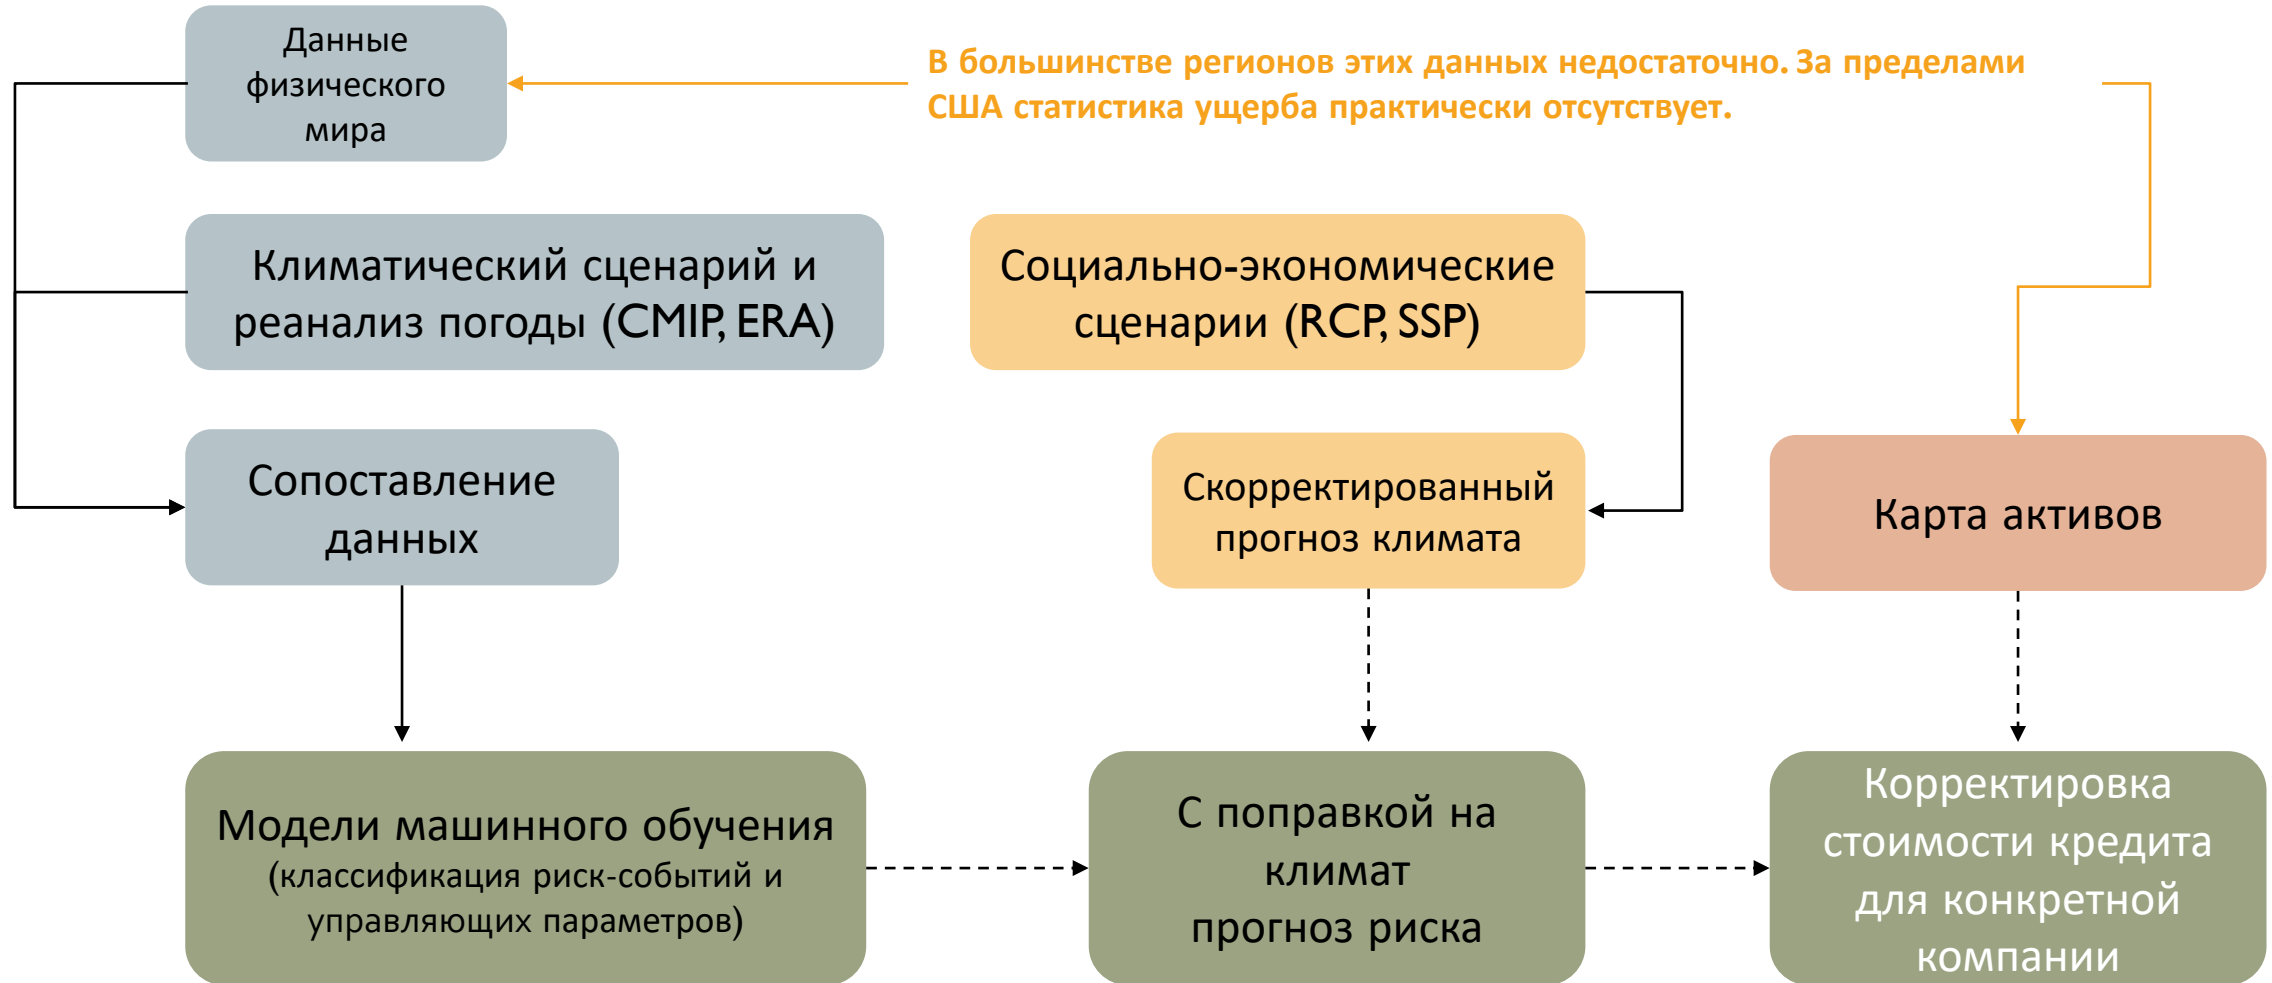 Данные
физического
мира
В большинстве регионов этих данных недостаточно. За пределами
США статистика ущерба практически отсутствует.
Климатический сценарий и
реанализ погоды (CMIP, ERA)
Социально-экономические
сценарии (RCP, SSP)
Сопоставление
данных
Скорректированный
прогноз климата
Карта активов
Модели машинного обучения
(классификация риск-событий и
управляющих параметров)
С поправкой на
климат
прогноз риска
Корректировка
стоимости кредита
для конкретной
компании